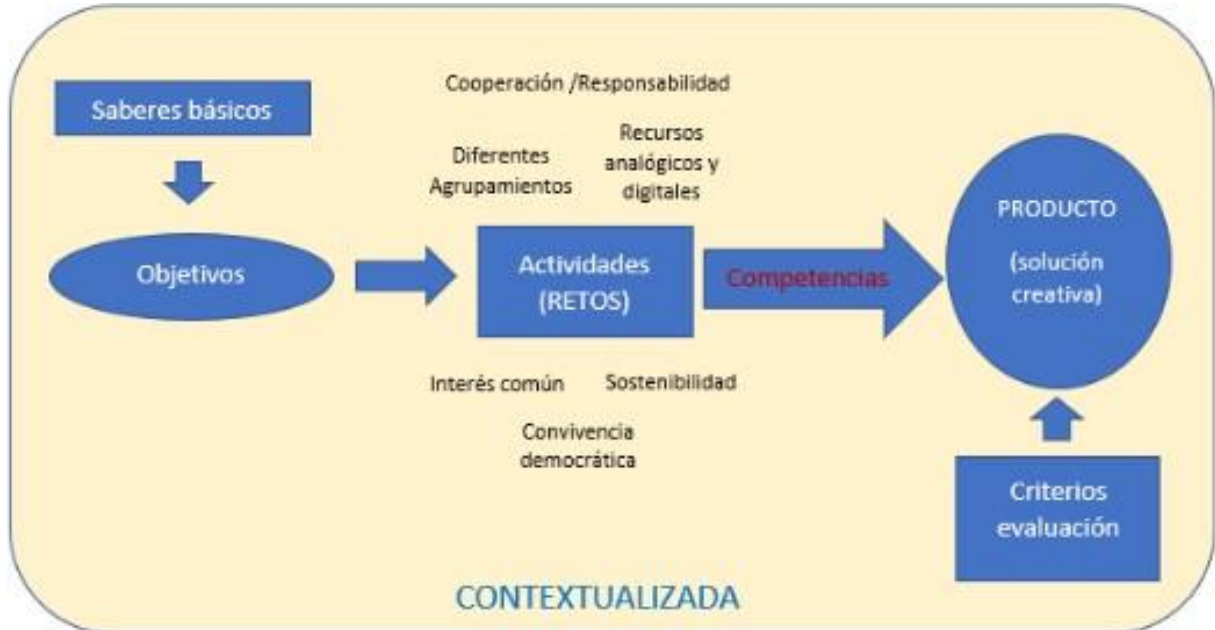 Saberes básicos
Objetivos
Cooperación /Responsabilidad
Diferentes
Agrupamientos
Recursos
analógicos y
digitales
Actividades
(RETOS)
Interés común
Sostenibilidad
Convivencia
democrática
Competencias
PRODUCTO
(solución
creativa)
Criterios
evaluación
CONTEXTUALIZADA